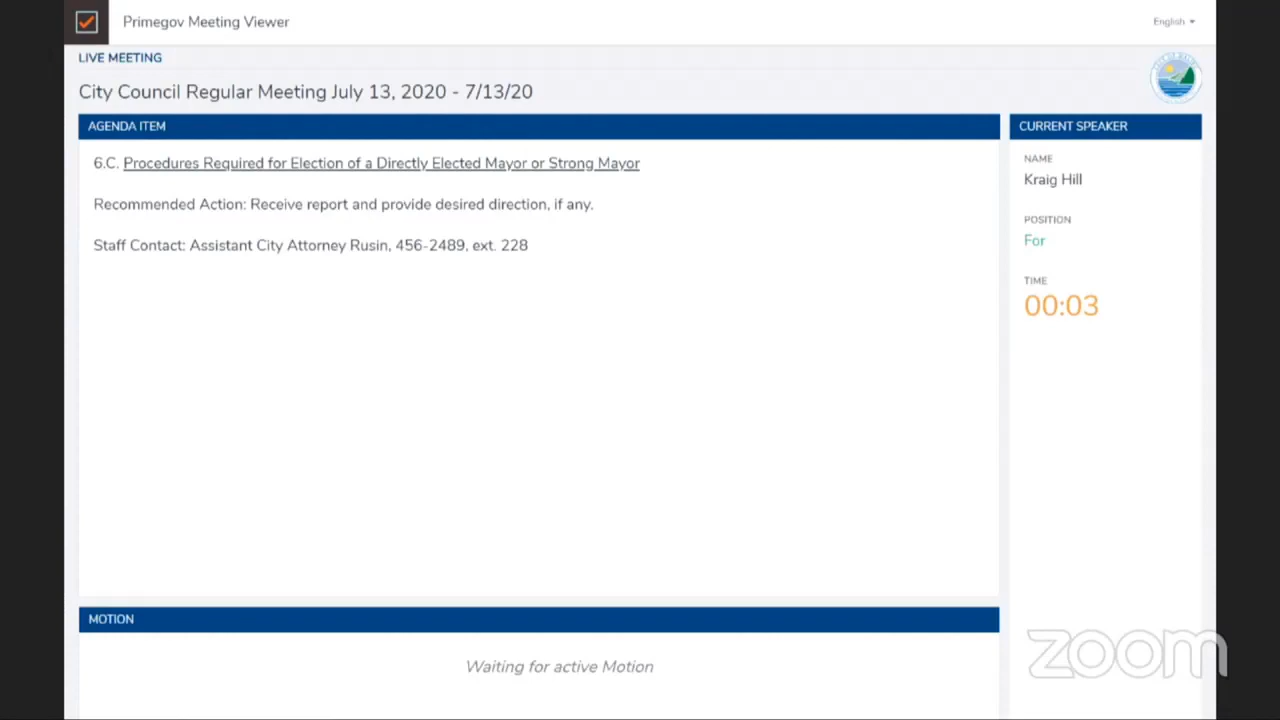 Primegov Meeting Viewer
English
LIVE MEETING
City Council Regular Meeting July 13, 2020 - 7/13/20
AGENDA ITEM
6.C. Procedures Required for Election of a Directly Elected Mayor or Strong Mayor
Recommended Action: Receive report and provide desired direction, if any.
Staff Contact: Assistant City Attorney Rusin, 456-2489, ext. 228
CURRENT SPEAKER
NAME
Kraig Hill
POSITION
For
TIME
00:03
MOTION
Waiting for active Motion
zoom